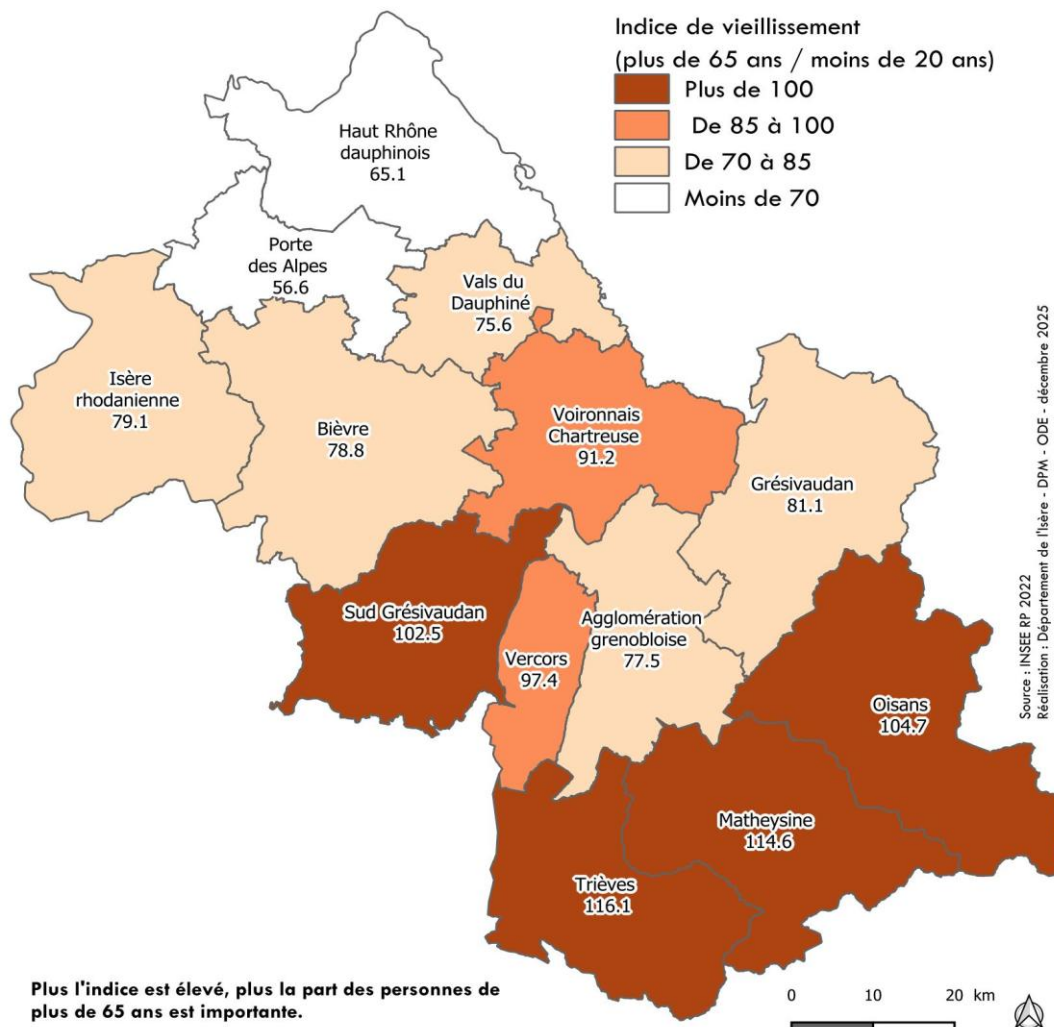 Indice de vieillissement
(plus de 65 ans / moins de 20 ans)
Plus de 100
De 85 à 100
De 70 à 85
Moins de 70
Haut Rhône
dauphinois
65.1
Porte
des Alpes
56.6
Vals du
Dauphiné
75.6
Isère
rhodanienne
79.1
Bièvre
78.8
Voironnais
Chartreuse
91.2
Grésivaudan
81.1
Sud Grésivaudan
102.5
Vercors
97.4
Agglomération
grenobloise
77.5
Oisans
104.7
Matheysine
114.6
Trièves
116.1
Source : INSEE RP 2022
Réalisation : Département de l'Isère - DPM - ODE - décembre 2025
Plus l'indice est élevé, plus la part des personnes de
plus de 65 ans est importante.
0 10 20 km